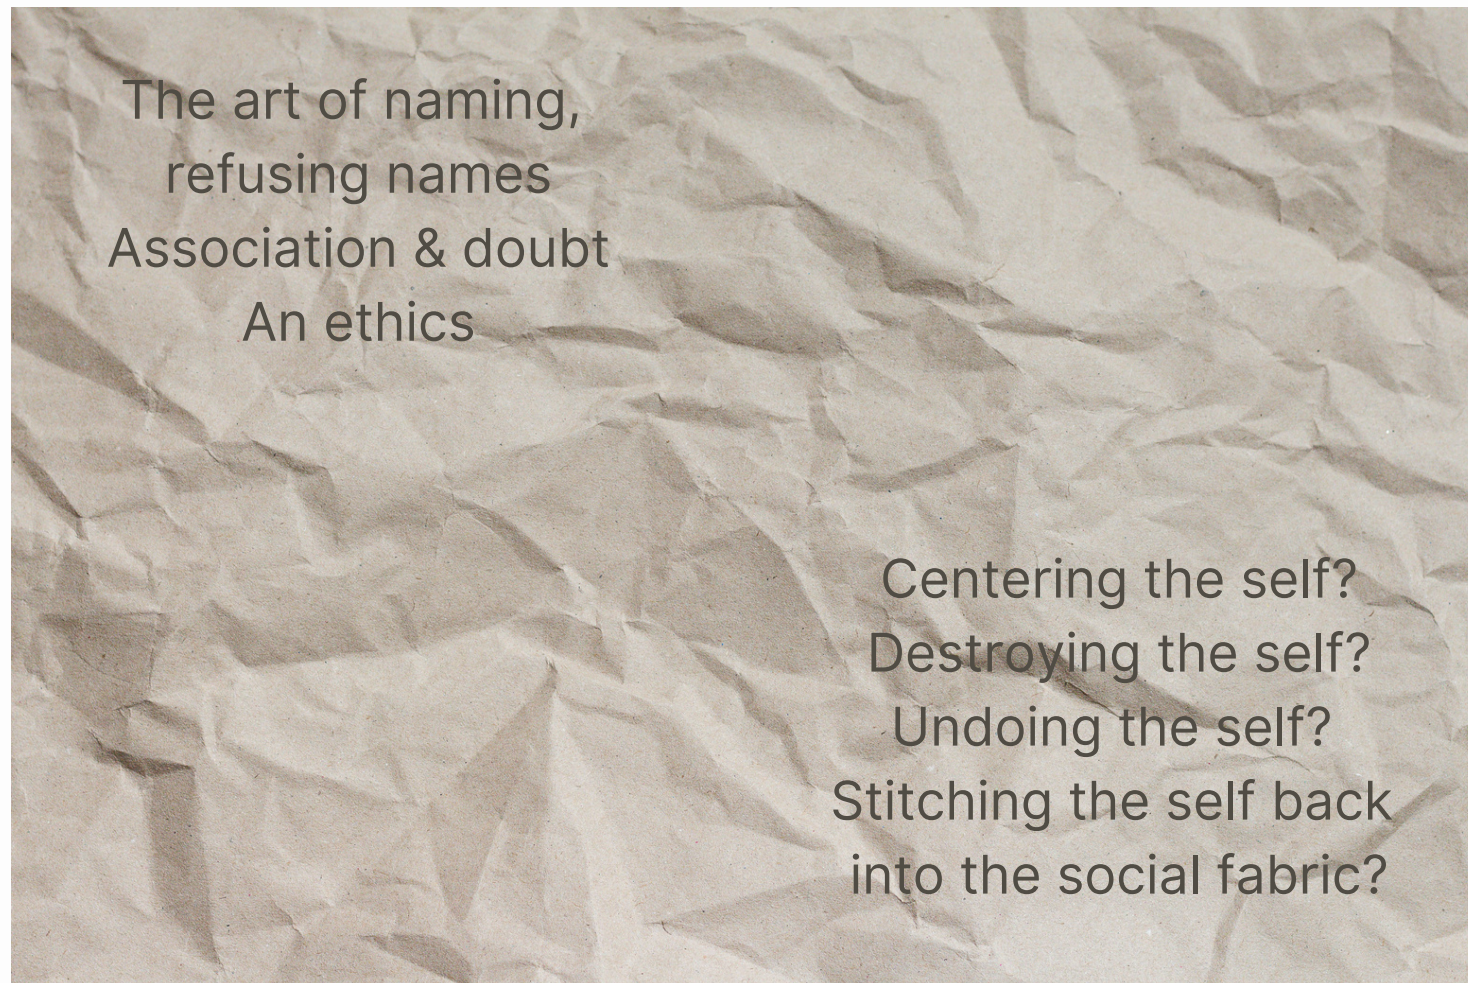 The art of naming,
refusing names
Association & doubt
An ethics
Centering the self?
Destroying the self?
Undoing the self?
Stitching the self back
into the social fabric?